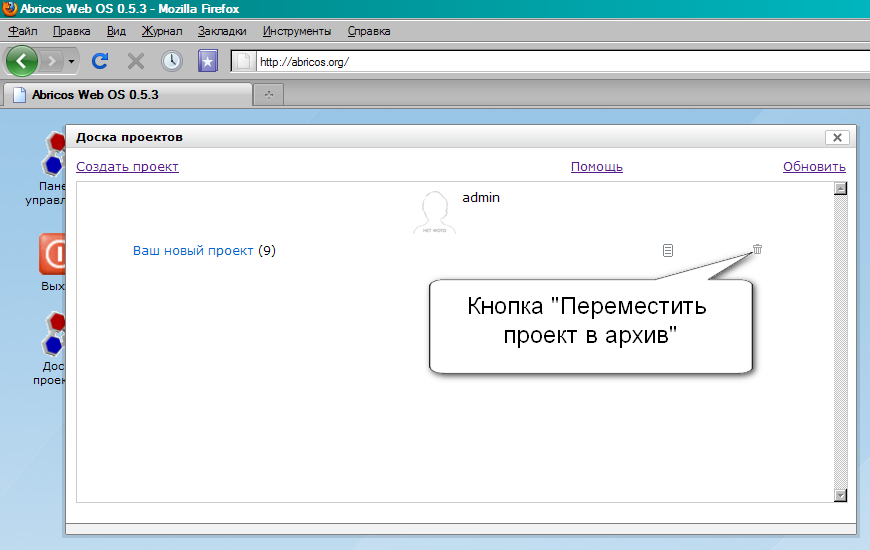 Abricos Web OS 0.5.3 - Mozilla Firefox
Файл Правка Вид Журнал Закладки Инструменты Справка
http://abricos.org/
Abricos Web OS 0.5.3
Доска проектов
Создать проект Помощь Обновить
admin
НЕТ ФОТО
Пане
управл
Ваш новый проект (9)
Кнопка "Переместить
проект в архив"
Вых
Дос
проек